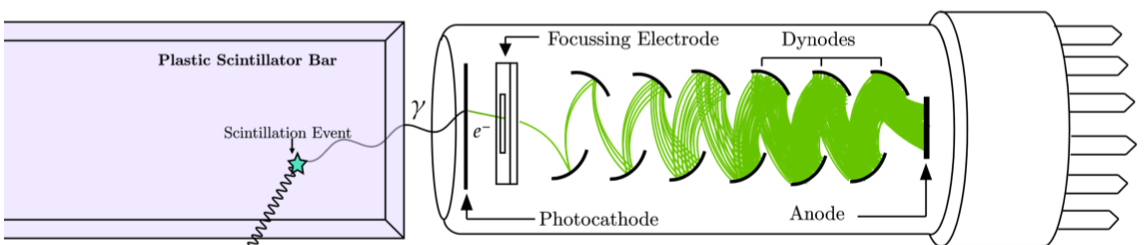 Focussing Electrode
Dynodes
Plastic Scintillator Bar
γ
Scintillation Event
e⁻
Photocathode
Anode